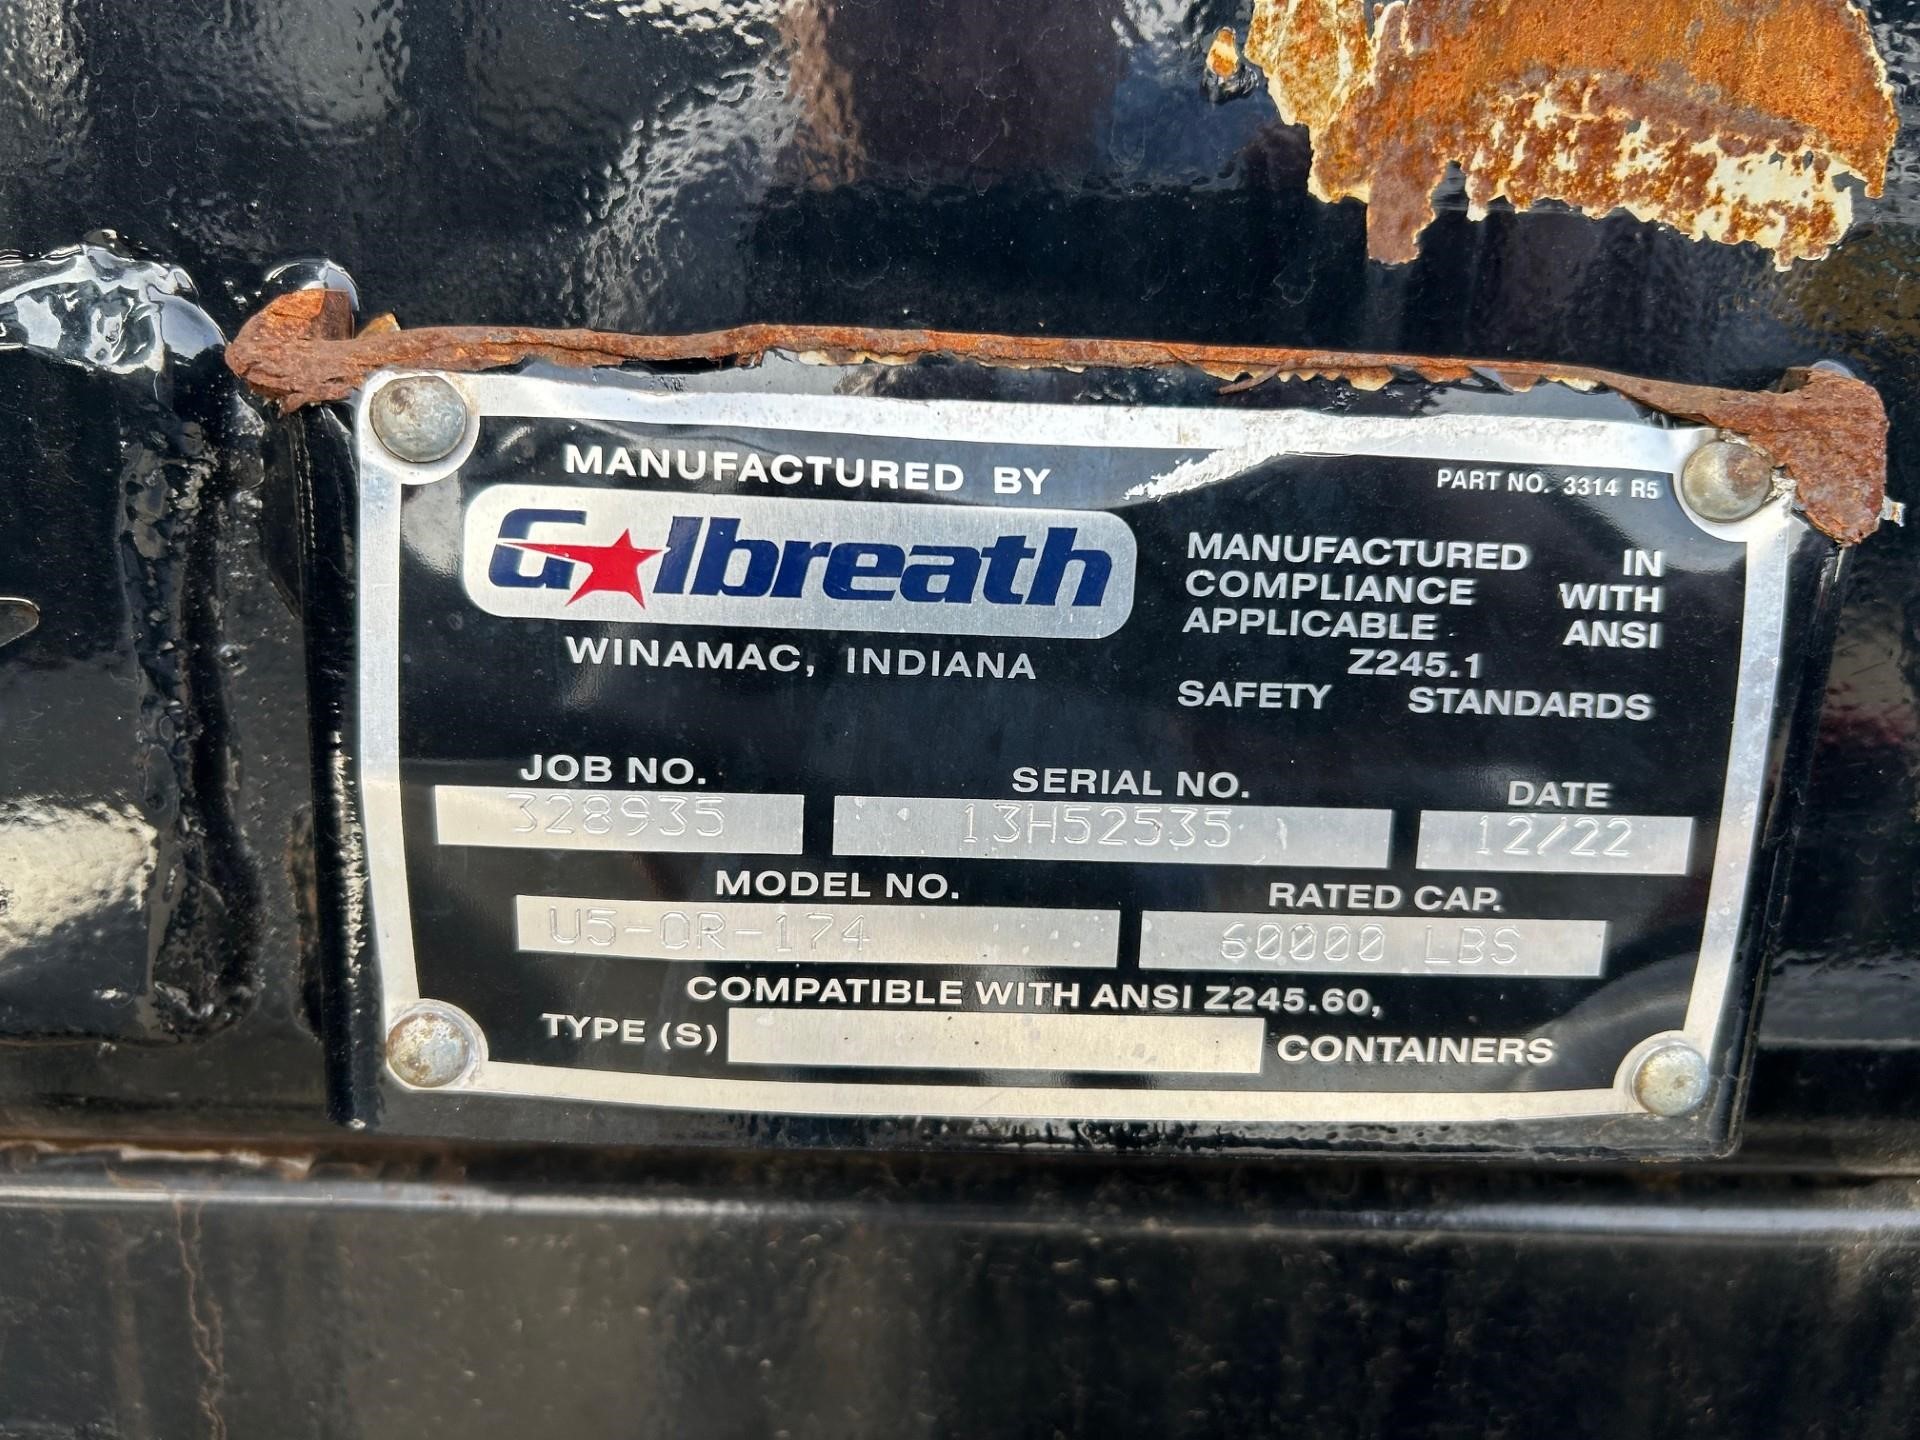 MANUFACTURED BY
Galbreath
WINAMAC, INDIANA
PART NO. 3314 R5
MANUFACTURED IN
COMPLIANCE WITH
APPLICABLE ANSI
Z245.1
SAFETY STANDARDS
JOB NO. SERIAL NO. DATE
328935 13H52535 12/22
MODEL NO. RATED CAP.
U5-OR-174 60000 LBS
COMPATIBLE WITH ANSI Z245.60,
TYPE (S) CONTAINERS